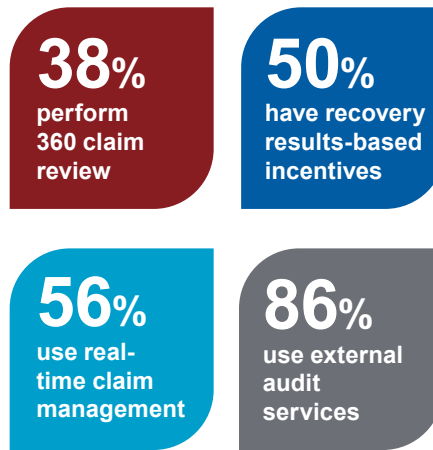 38%
perform
360 claim
review
50%
have recovery
results-based
incentives
56%
use real-
time claim
management
86%
use external
audit
services